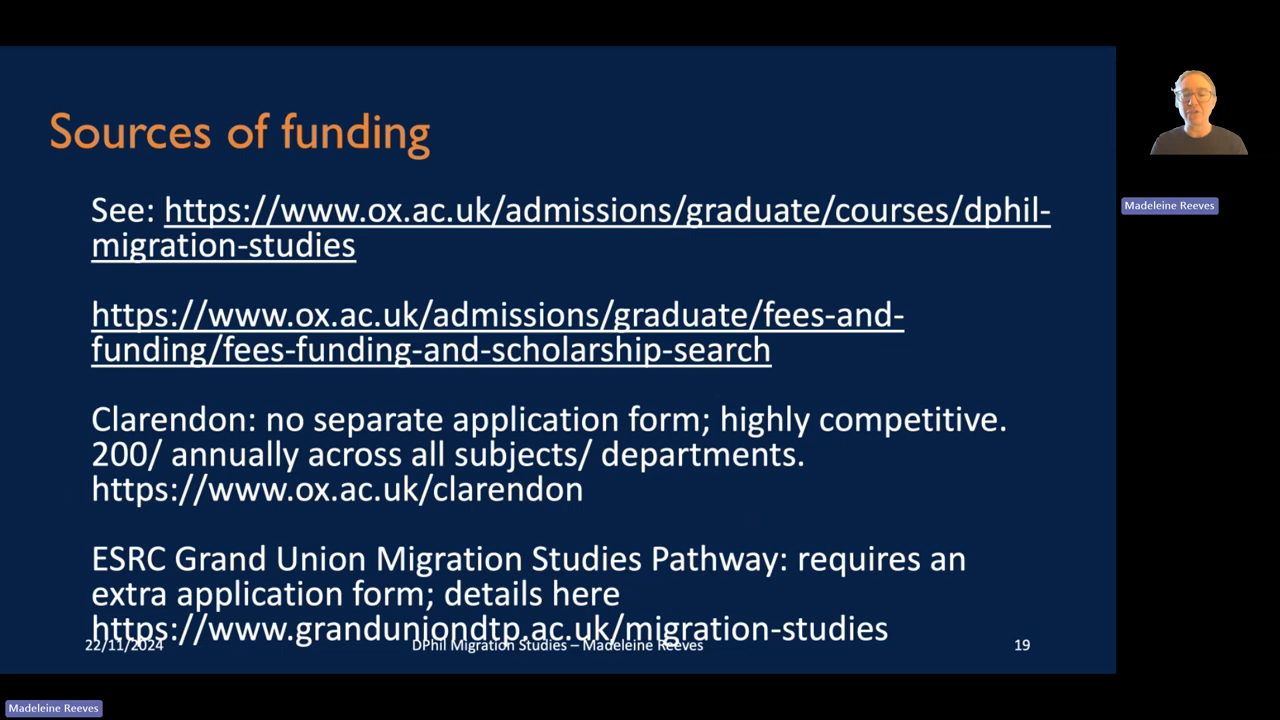 Sources of funding
See: https://www.ox.ac.uk/admissions/graduate/courses/dphil-
migration-studies
https://www.ox.ac.uk/admissions/graduate/fees-and-
funding/fees-funding-and-scholarship-search
Clarendon: no separate application form; highly competitive.
200/ annually across all subjects/ departments.
https://www.ox.ac.uk/clarendon
ESRC Grand Union Migration Studies Pathway: requires an
extra application form; details here
https://www.granduniondtp.ac.uk/migration-studies
22/11/2024
DPhil Migration Studies – Madeleine Reeves
19
Madeleine Reeves
Madeleine Reeves